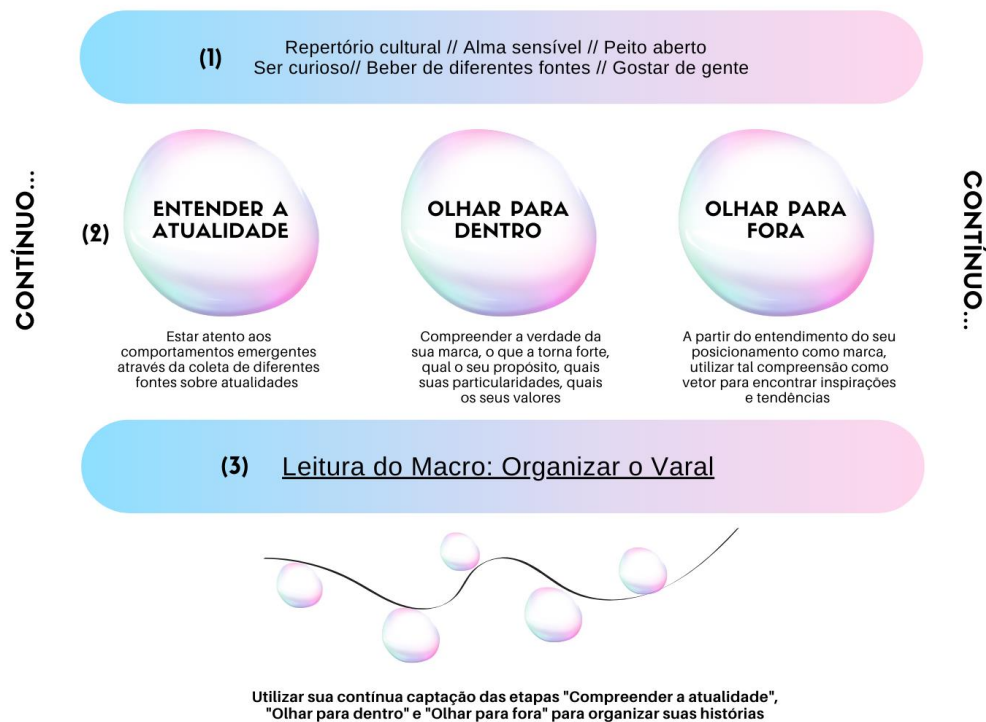 (1)
Repertório cultural // Alma sensível // Peito aberto
Ser curioso// Beber de diferentes fontes // Gostar de gente
CONTÍNUO...
(2)
ENTENDER A
ATUALIDADE
Estar atento aos
comportamentos emergentes
através da coleta de diferentes
fontes sobre atualidades
OLHAR PARA
DENTRO
Compreender a verdade da
sua marca, o que a torna forte,
qual o seu propósito, quais
suas particularidades, quais
os seus valores
OLHAR PARA
FORA
A partir do entendimento do seu
posicionamento como marca,
utilizar tal compreensão como
vetor para encontrar inspirações
e tendências
CONTÍNUO...
(3) Leitura do Macro: Organizar o Varal
Utilizar sua contínua captação das etapas "Compreender a atualidade",
"Olhar para dentro" e "Olhar para fora" para organizar suas histórias